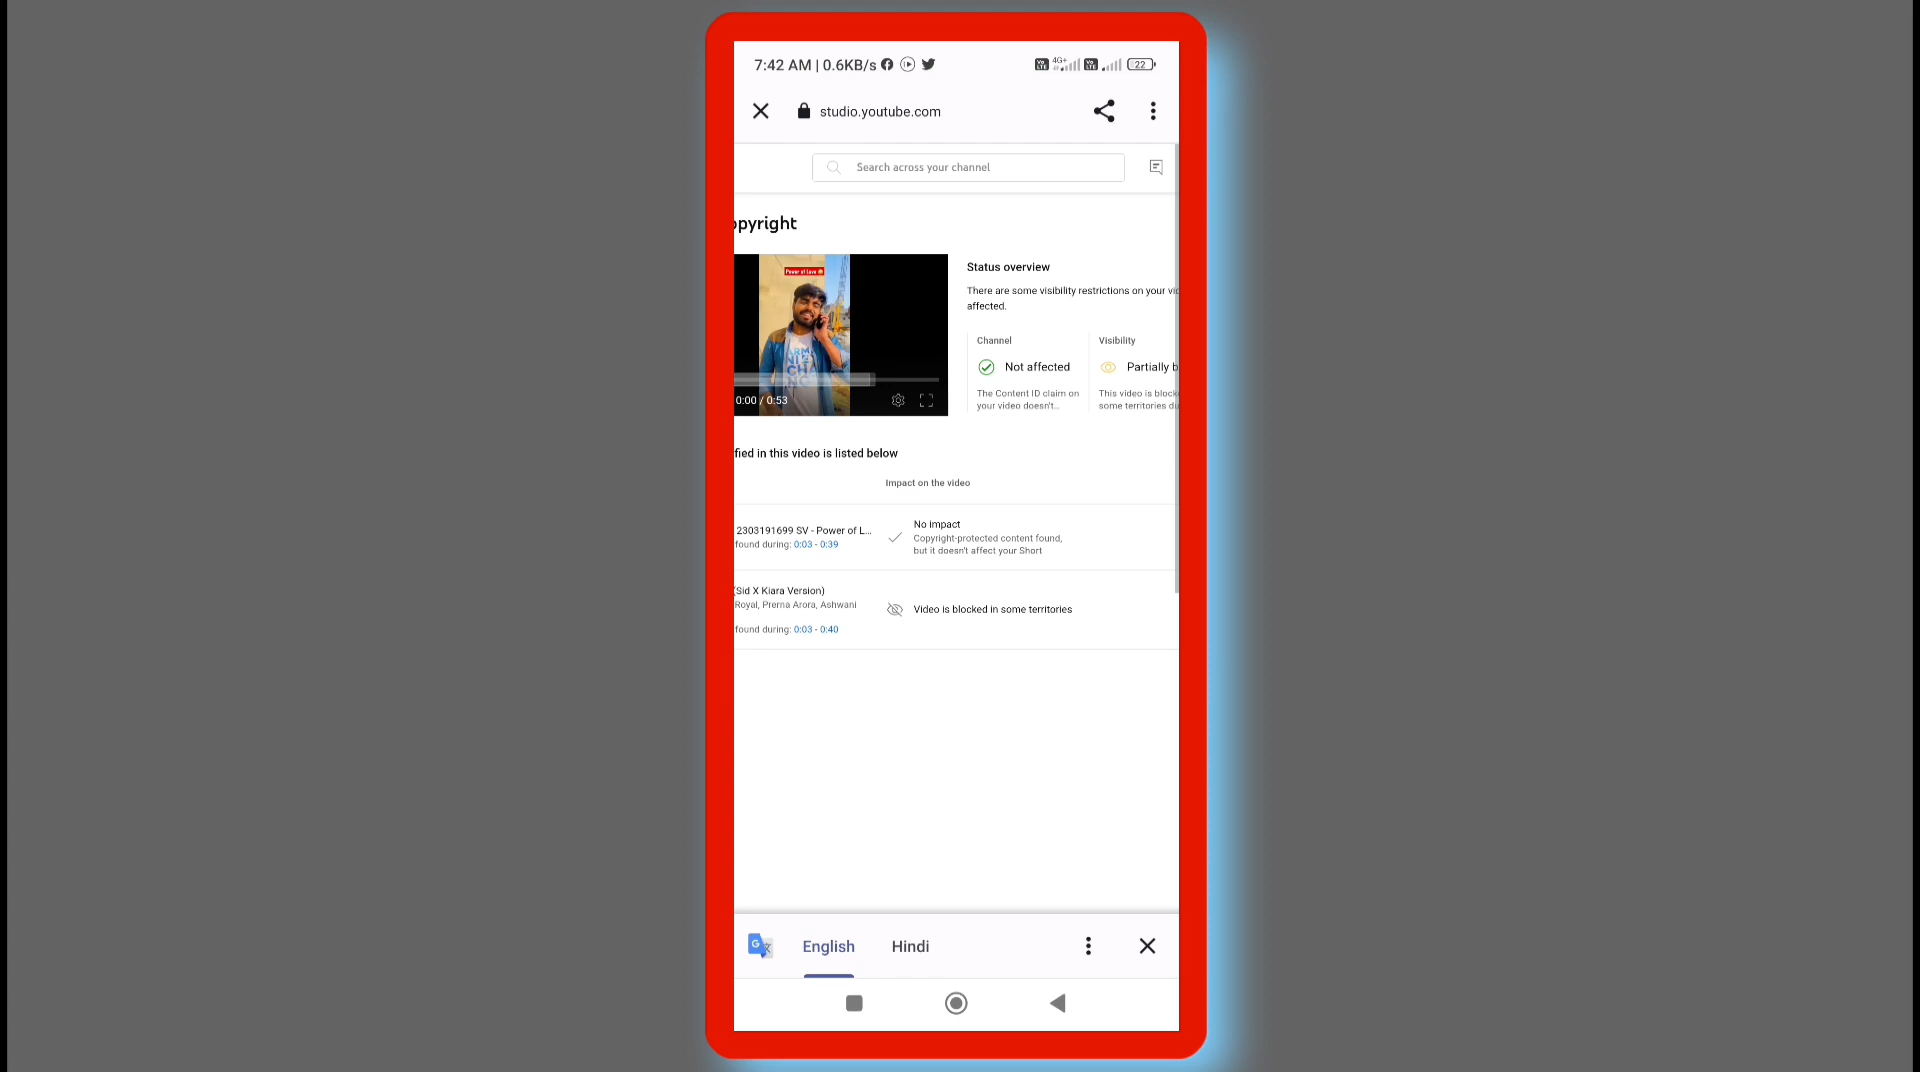 7:42 AM | 0.6KB/s
4G+
22
studio.youtube.com
Search across your channel
opyright
Power of Love
0:00 / 0:53
Status overview
There are some visibility restrictions on your vid
affected.
Channel
Not affected
The Content ID claim on
your video doesn't...
Visibility
Partially b
This video is block
some territories du
fied in this video is listed below
Impact on the video
2303191699 SV - Power of L...
found during: 0:03 - 0:39
No impact
Copyright-protected content found,
but it doesn't affect your Short
(Sid X Kiara Version)
Royal, Prerna Arora, Ashwani
found during: 0:03 - 0:40
Video is blocked in some territories
English
Hindi